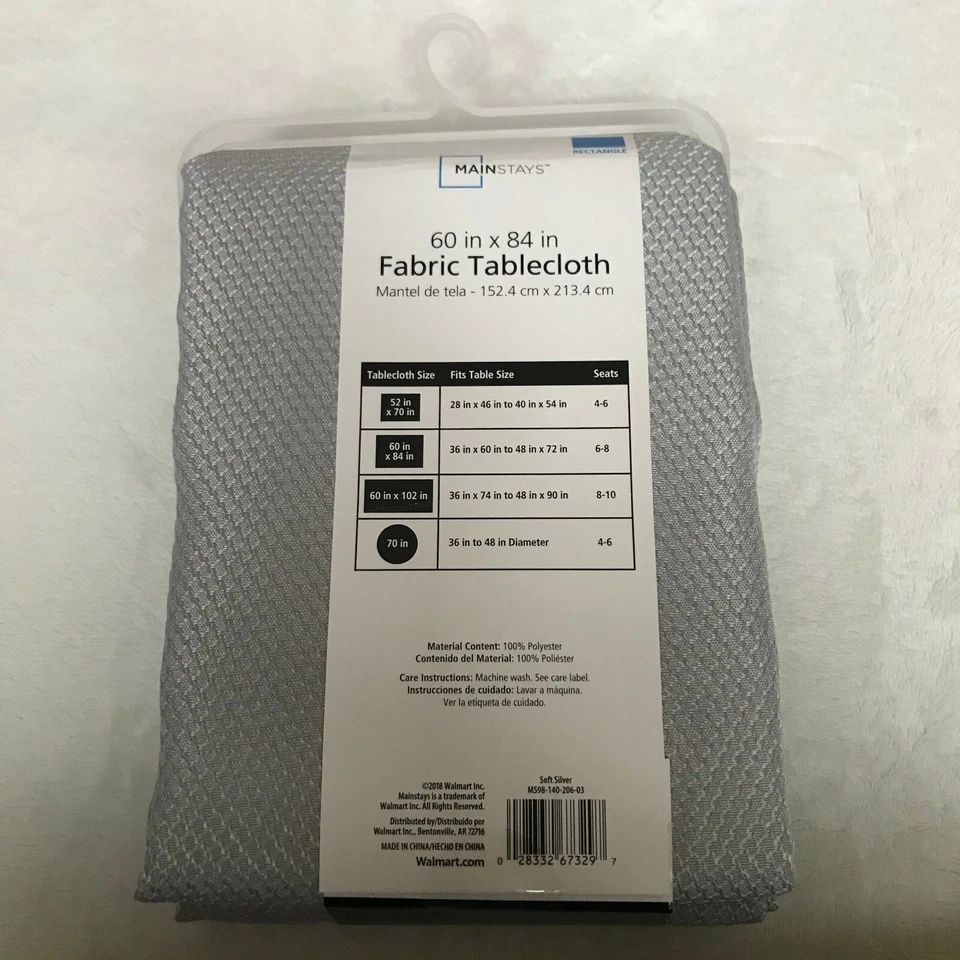 RECTANGLE
MAINSTAYS™
60 in x 84 in
Fabric Tablecloth
Mantel de tela - 152.4 cm x 213.4 cm
Tablecloth Size Fits Table Size Seats
52 in
x 70 in
28 in x 46 in to 40 in x 54 in 4-6
60 in
x 84 in
36 in x 60 in to 48 in x 72 in 6-8
60 in x 102 in 36 in x 74 in to 48 in x 90 in 8-10
70 in 36 in to 48 in Diameter 4-6
Material Content: 100% Polyester
Contenido del Material: 100% Poliéster
Care Instructions: Machine wash. See care label.
Instrucciones de cuidado: Lavar a máquina.
Ver la etiqueta de cuidado.
©2018 Walmart Inc.
Mainstays is a trademark of
Walmart Inc. All Rights Reserved.
Distributed by/Distribuido por
Walmart Inc., Bentonville, AR 72716
MADE IN CHINA/HECHO EN CHINA
Walmart.com
Soft Silver
MS98-140-206-03
0 28332 67329 7